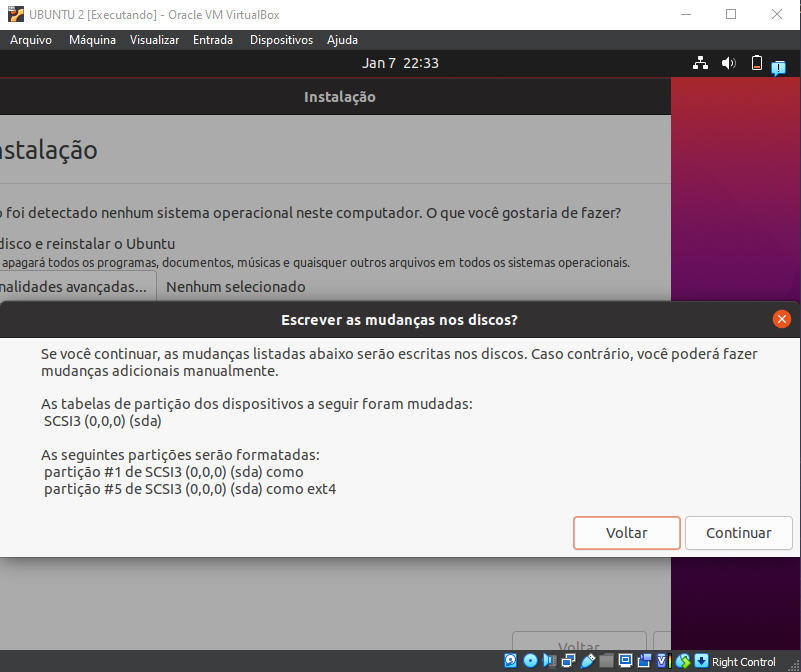 UBUNTU 2 [Executando] - Oracle VM VirtualBox
Arquivo Máquina Visualizar Entrada Dispositivos Ajuda
Jan 7 22:33
Instalação
nstalação
o foi detectado nenhum sistema operacional neste computador. O que você gostaria de fazer?
disco e reinstalar o Ubuntu
apagará todos os programas, documentos, músicas e quaisquer outros arquivos em todos os sistemas operacionais.
nalidades avançadas... Nenhum selecionado
Escrever as mudanças nos discos?
Se você continuar, as mudanças listadas abaixo serão escritas nos discos. Caso contrário, você poderá fazer
mudanças adicionais manualmente.
As tabelas de partição dos dispositivos a seguir foram mudadas:
SCSI3 (0,0,0) (sda)
As seguintes partições serão formatadas:
partição #1 de SCSI3 (0,0,0) (sda) como
partição #5 de SCSI3 (0,0,0) (sda) como ext4
Voltar Continuar
Voltar
Right Control